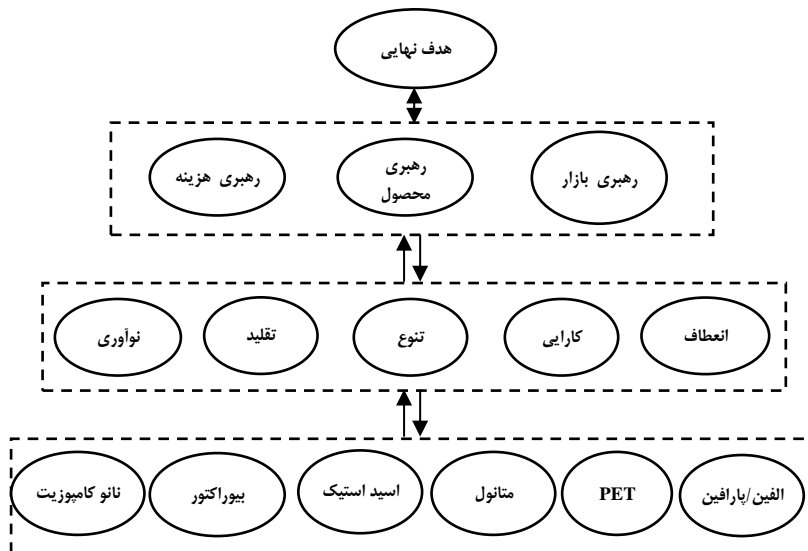 هدف نهایی
رهبری بازار
رهبری
محصول
رهبری هزینه
انعطاف
کارایی
تنوع
تقلید
نوآوری
الفین/پارافین
PET
متانول
اسید استیک
بیوراکتور
نانو کامپوزیت